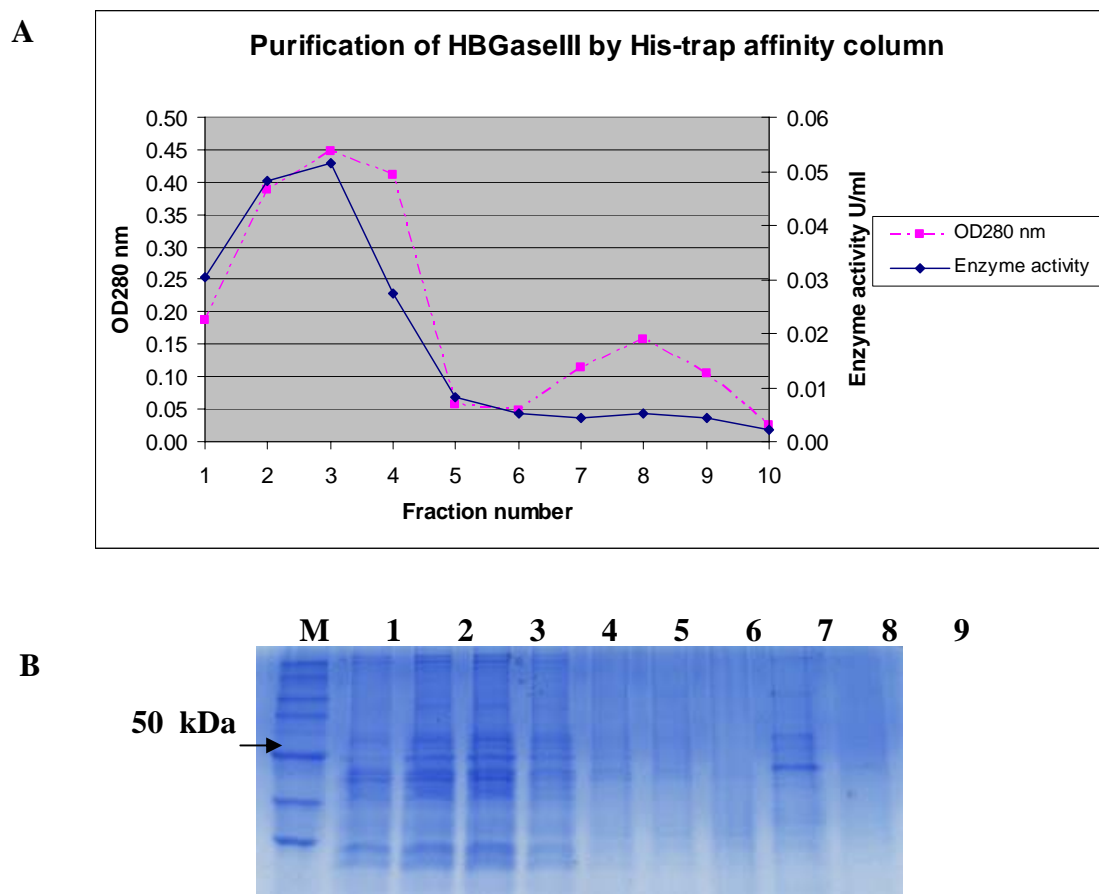 A
Purification of HBGaseIII by His-trap affinity column
0.50
0.45
0.40
0.35
0.30
0.25
0.20
0.15
0.10
0.05
0.00
OD280 nm
0.06
0.05
0.04
0.03
0.02
0.01
0.00
Enzyme activity U/ml
1 2 3 4 5 6 7 8 9 10
Fraction number
OD280 nm
Enzyme activity
B
M 1 2 3 4 5 6 7 8 9
50 kDa